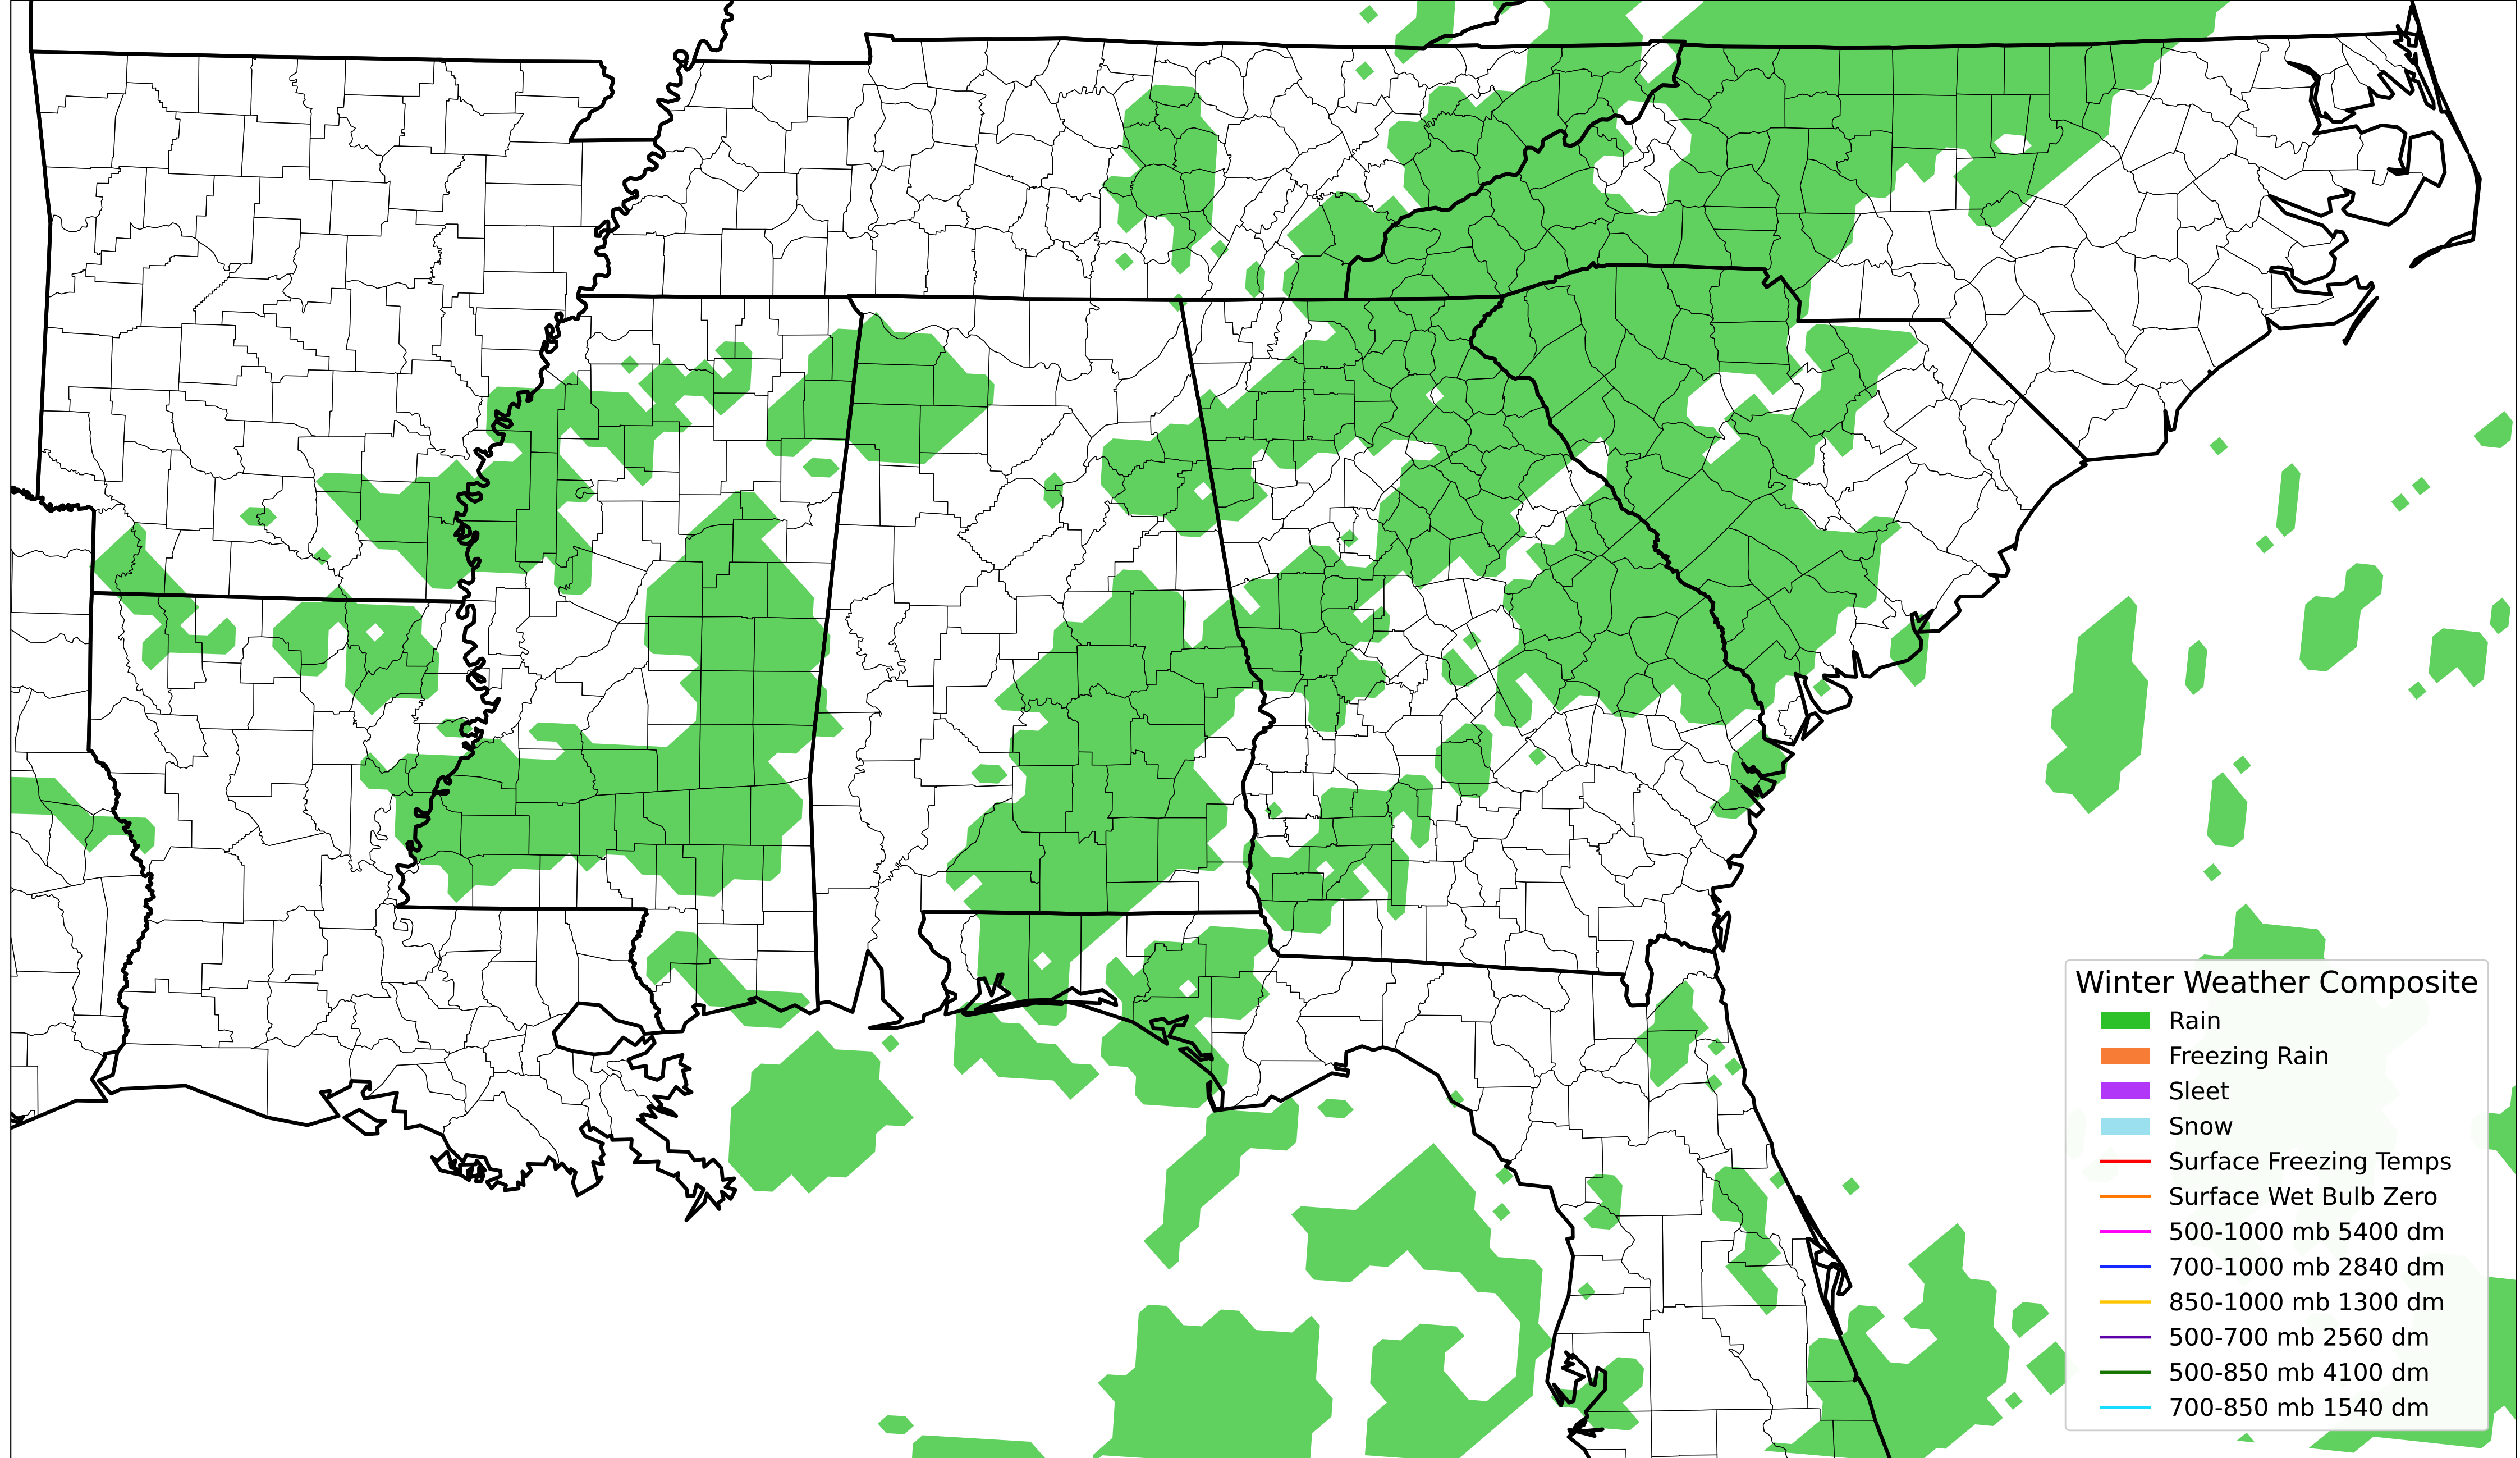 Winter Weather Composite
Rain
Freezing Rain
Sleet
Snow
Surface Freezing Temps
Surface Wet Bulb Zero
500-1000 mb 5400 dm
700-1000 mb 2840 dm
850-1000 mb 1300 dm
500-700 mb 2560 dm
500-850 mb 4100 dm
700-850 mb 1540 dm